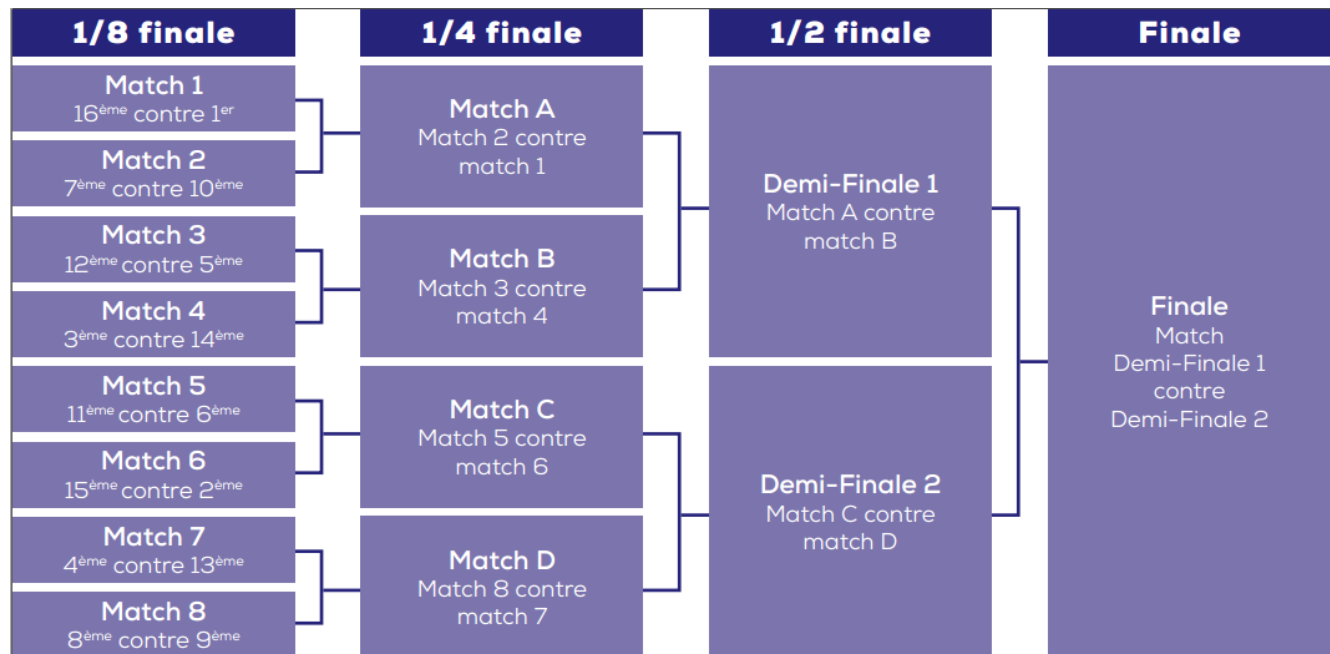 1/8 finale
1/4 finale
1/2 finale
Finale
Match 1
16ème contre 1er
Match 2
7ème contre 10ème
Match 3
12ème contre 5ème
Match 4
3ème contre 14ème
Match 5
11ème contre 6ème
Match 6
15ème contre 2ème
Match 7
4ème contre 13ème
Match 8
8ème contre 9ème
Match A
Match 2 contre
match 1
Match B
Match 3 contre
match 4
Match C
Match 5 contre
match 6
Match D
Match 8 contre
match 7
Demi-Finale 1
Match A contre
match B
Demi-Finale 2
Match C contre
match D
Finale
Match
Demi-Finale 1
contre
Demi-Finale 2